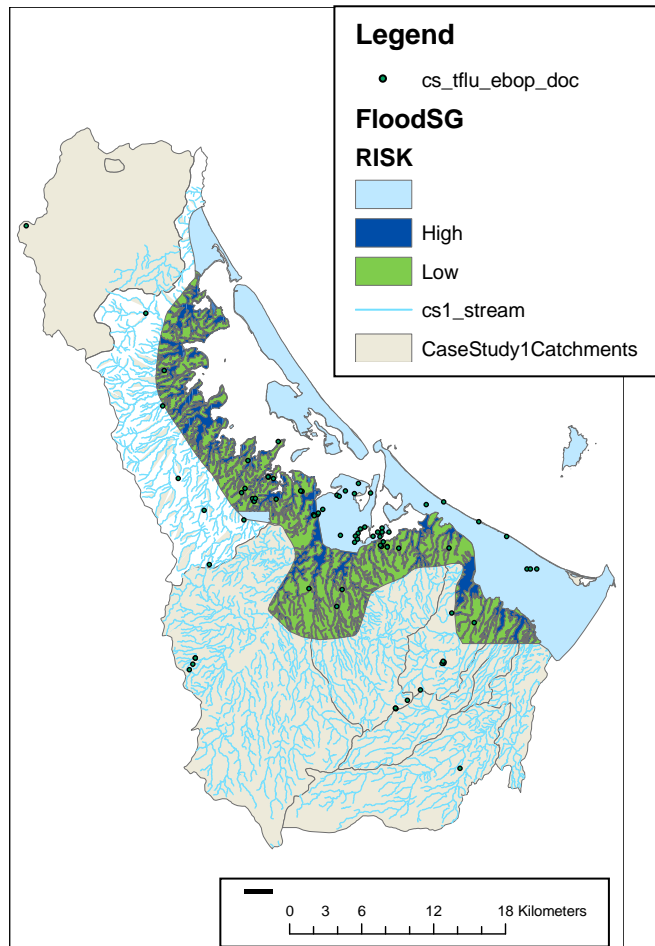 Legend
cs_tflu_ebop_doc
FloodSG
RISK
High
Low
cs1_stream
CaseStudy1Catchments
0 3 6 12 18 Kilometers